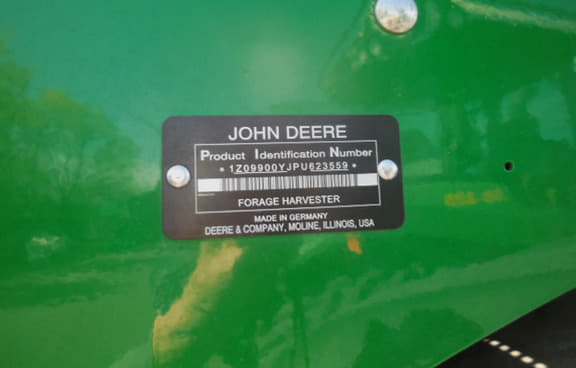 JOHN DEERE
Product Identification Number
* 1Z09900YJPU623559 *
FORAGE HARVESTER
MADE IN GERMANY
DEERE & COMPANY, MOLINE, ILLINOIS, USA